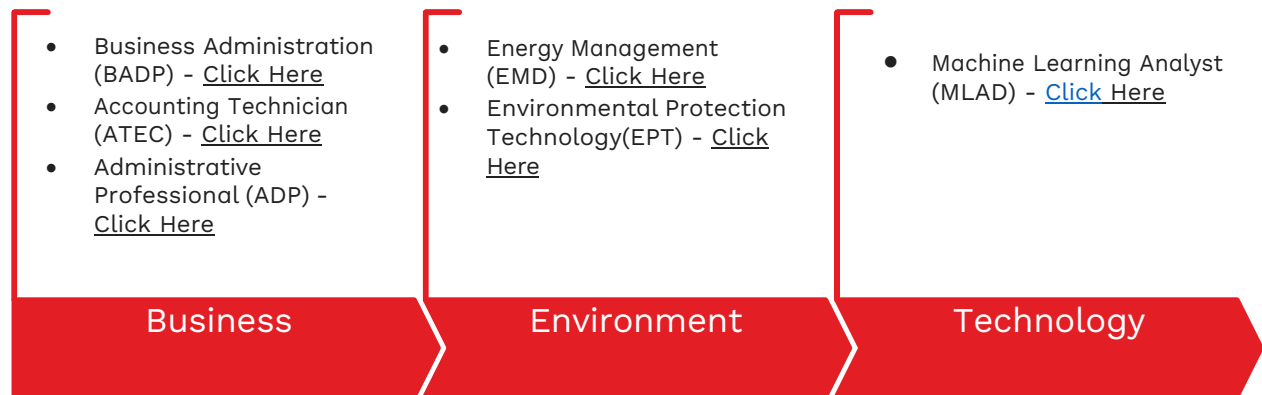 • Business Administration
(BADP) - Click Here
• Accounting Technician
(ATEC) - Click Here
• Administrative
Professional (ADP) -
Click Here
Business
• Energy Management
(EMD) - Click Here
• Environmental Protection
Technology(EPT) - Click
Here
Environment
• Machine Learning Analyst
(MLAD) - Click Here
Technology